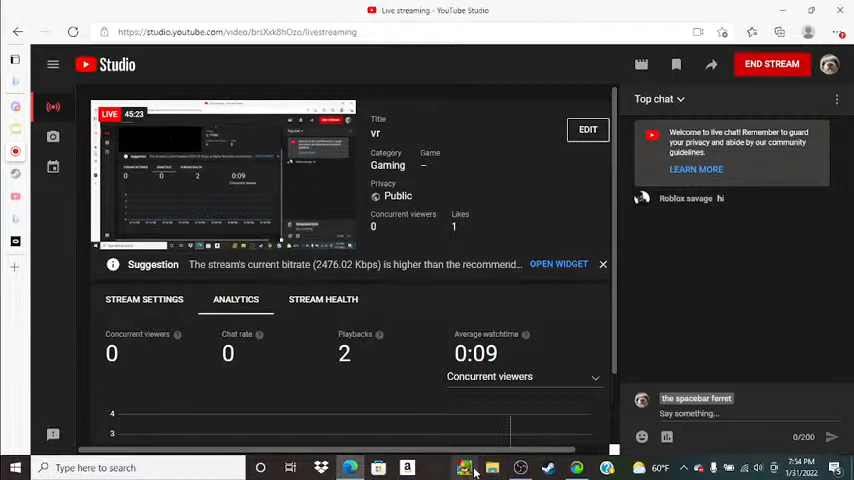 Live streaming - YouTube Studio
https://studio.youtube.com/video/brsXxk8hOzo/livestreaming
Studio
END STREAM
LIVE 45:23
Title
vr
EDIT
Category Game
Gaming –
Privacy
Public
Concurrent viewers Likes
0 1
Suggestion The stream's current bitrate (2476.02 Kbps) is higher than the recommend... OPEN WIDGET
STREAM SETTINGS ANALYTICS STREAM HEALTH
Concurrent viewers Chat rate Playbacks Average watchtime
0 0 2 0:09
Concurrent viewers
4
3
Top chat
Welcome to live chat! Remember to guard
your privacy and abide by our community
guidelines.
LEARN MORE
Roblox savage hi
the spacebar ferret
Say something...
0/200
Type here to search
60°F
7:54 PM
1/31/2022
5